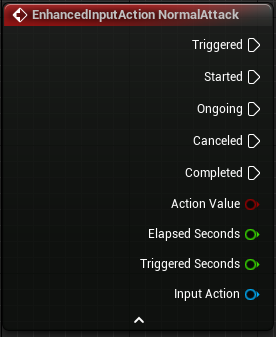 EnhancedInputAction NormalAttack
Triggered
Started
Ongoing
Canceled
Completed
Action Value
Elapsed Seconds
Triggered Seconds
Input Action